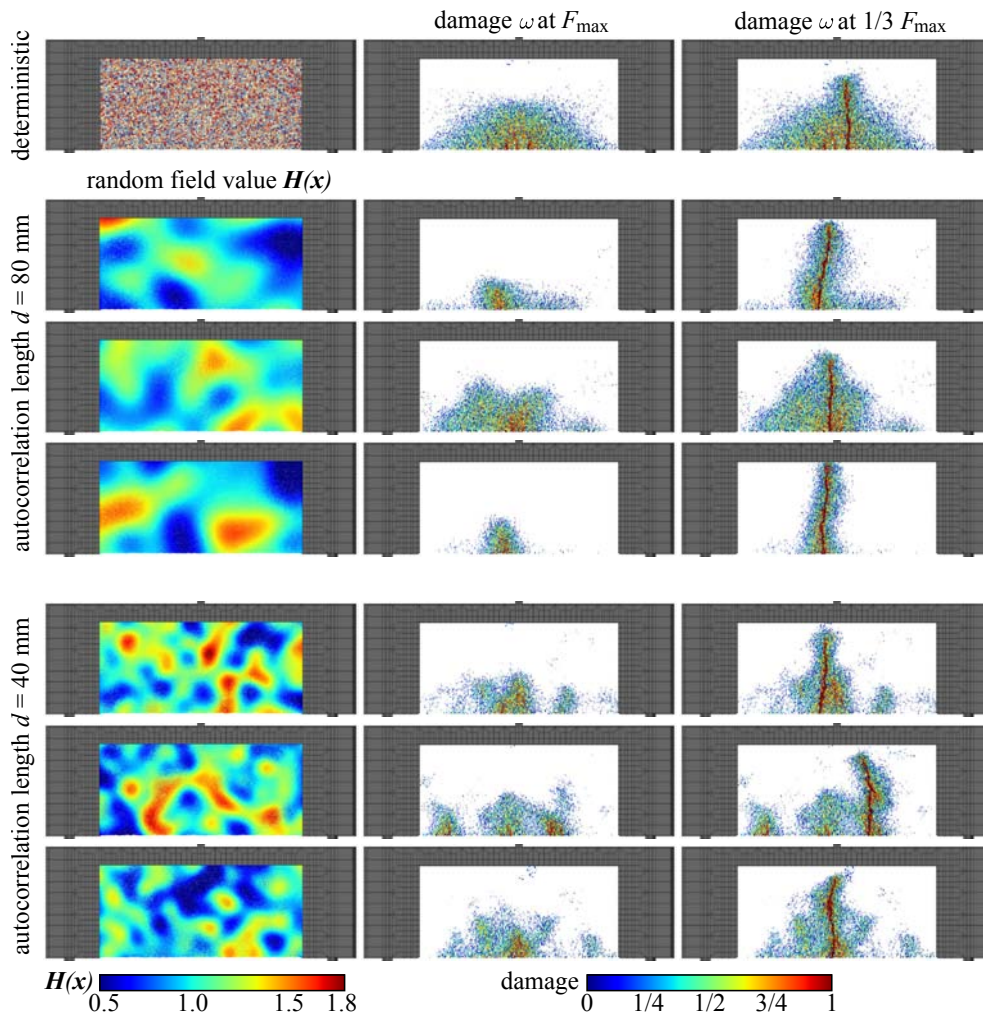 damage ω at Fmax
damage ω at 1/3 Fmax
deterministic
random field value H(x)
autocorrelation length d = 80 mm
autocorrelation length d = 40 mm
H(x)
0.5 1.0 1.5 1.8
damage
0 1/4 1/2 3/4 1